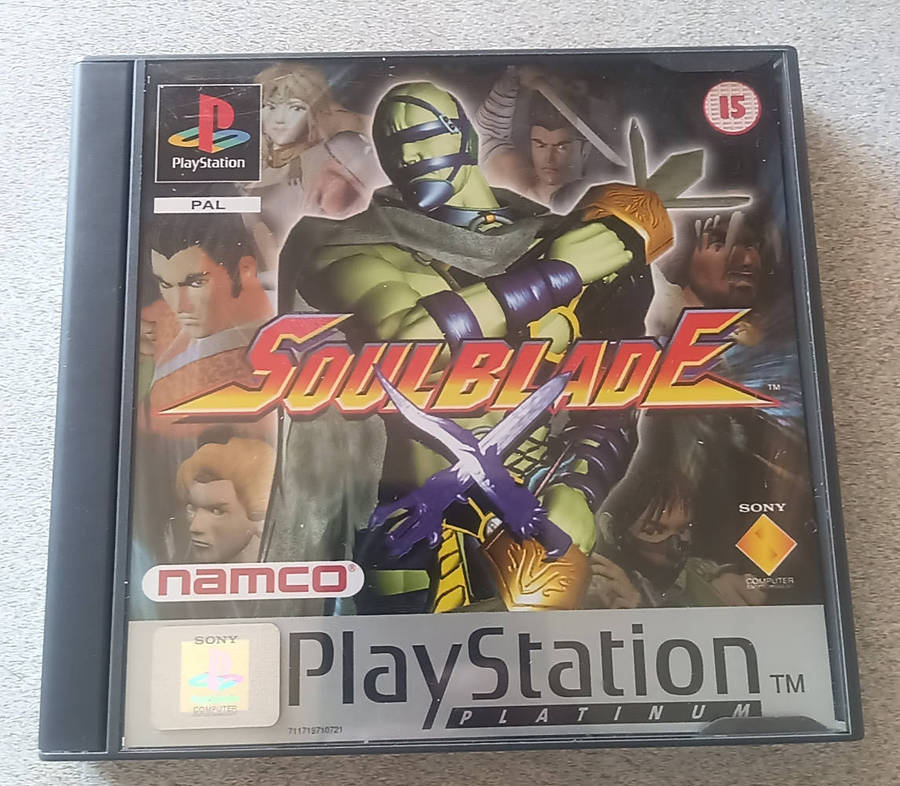 PlayStation
PAL
15
SOULBLADE
TM
SONY
COMPUTER
namco®
SONY
COMPUTER
PlayStation TM
PLATINUM
711719710721